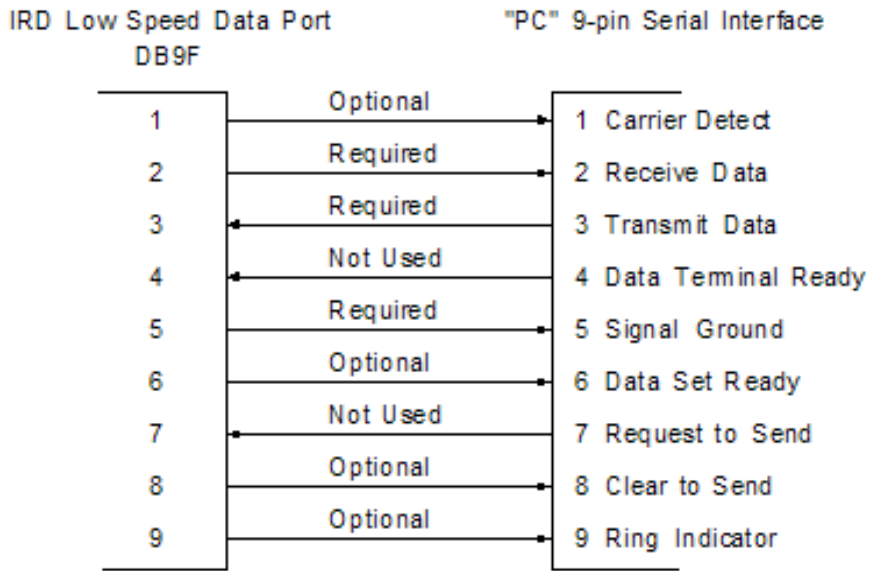 IRD Low Speed Data Port "PC" 9-pin Serial Interface
DB9F
1 Optional 1 Carrier Detect
2 Required 2 Receive Data
3 Required 3 Transmit Data
4 Not Used 4 Data Terminal Ready
5 Required 5 Signal Ground
6 Optional 6 Data Set Ready
7 Not Used 7 Request to Send
8 Optional 8 Clear to Send
9 Optional 9 Ring Indicator